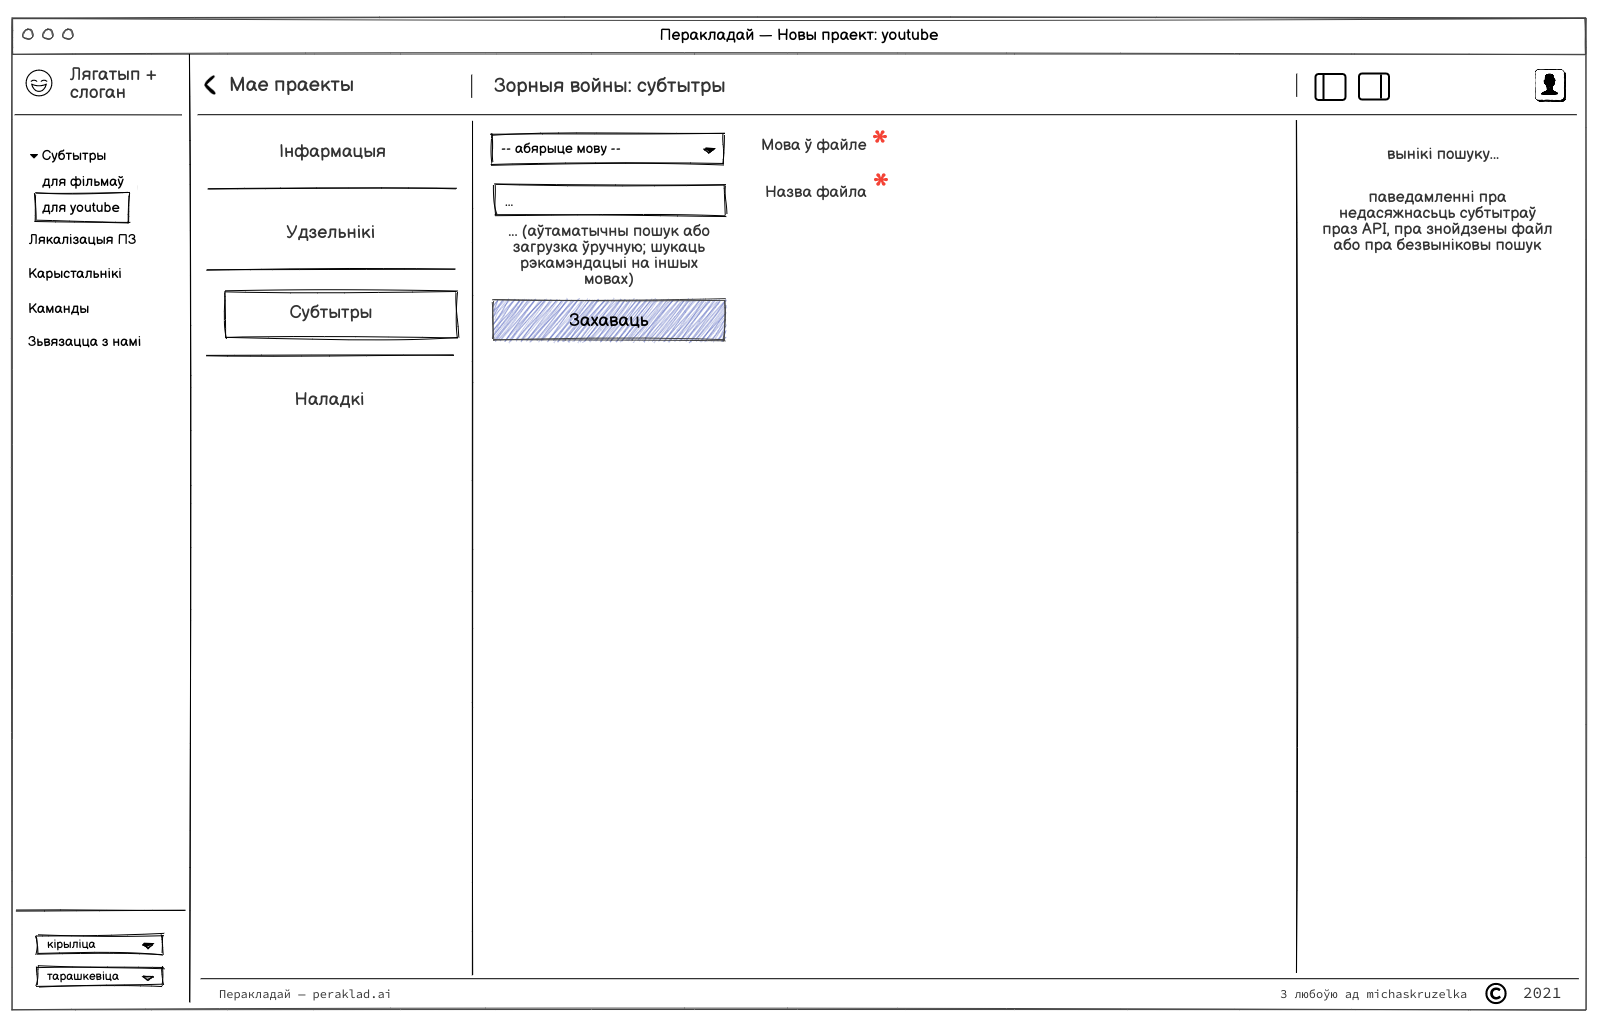 Перакладай — Новы праект: youtube
Лягатып +
слоган
Мае праекты
Зорныя войны: субтытры
Субтытры
для фільмаў
для youtube
Лякалізацыя ПЗ
Карыстальнікі
Каманды
Зьвязацца з намі
Інфармацыя
Удзельнікі
Субтытры
Наладкі
-- абярыце мову --
Мова ў файле *
...
Назва файла *
... (аўтаматычны пошук або
загрузка ўручную; шукаць
рэкамэндацыі на іншых
мовах)
Захаваць
вынікі пошуку...
паведамленні пра
недасяжнасьць субтытраў
праз API, пра знойдзены файл
або пра безвыніковы пошук
кірыліца
тарашкевіца
Перакладай — peraklad.ai
З любоўю ад michaskruzelka © 2021